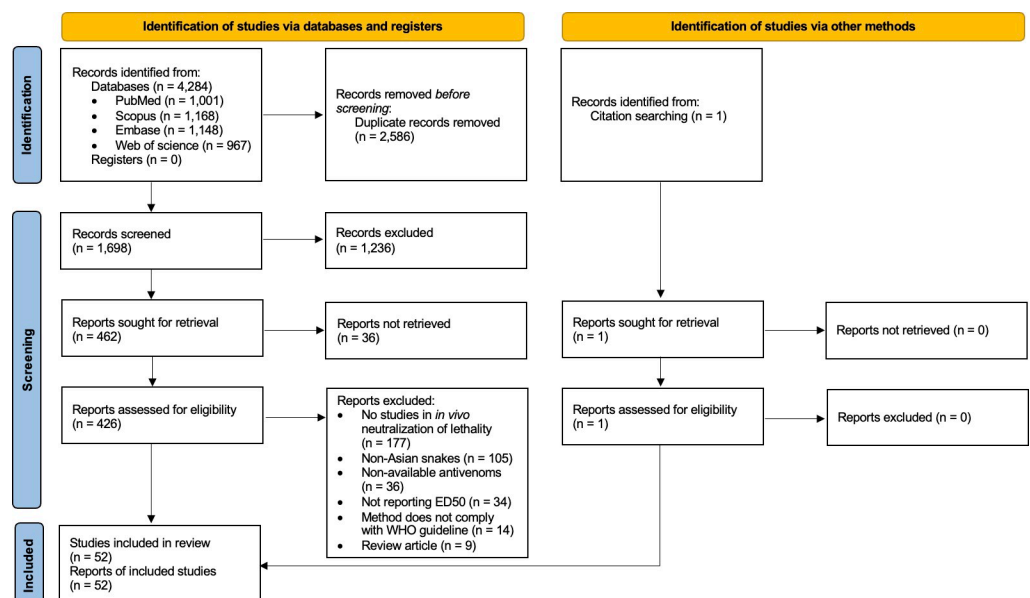 Identification of studies via databases and registers
Identification of studies via other methods
Identification
Records identified from:
Databases (n = 4,284)
• PubMed (n = 1,001)
• Scopus (n = 1,168)
• Embase (n = 1,148)
• Web of science (n = 967)
Registers (n = 0)
Records removed before
screening:
Duplicate records removed
(n = 2,586)
Records identified from:
Citation searching (n = 1)
Screening
Records screened
(n = 1,698)
Records excluded
(n = 1,236)
Reports sought for retrieval
(n = 462)
Reports not retrieved
(n = 36)
Reports sought for retrieval
(n = 1)
Reports not retrieved (n = 0)
Reports assessed for eligibility
(n = 426)
Reports excluded:
• No studies in in vivo
neutralization of lethality
(n = 177)
• Non-Asian snakes (n = 105)
• Non-available antivenoms
(n = 36)
• Not reporting ED50 (n = 34)
• Method does not comply
with WHO guideline (n = 14)
• Review article (n = 9)
Reports assessed for eligibility
(n = 1)
Reports excluded (n = 0)
Included
Studies included in review
(n = 52)
Reports of included studies
(n = 52)